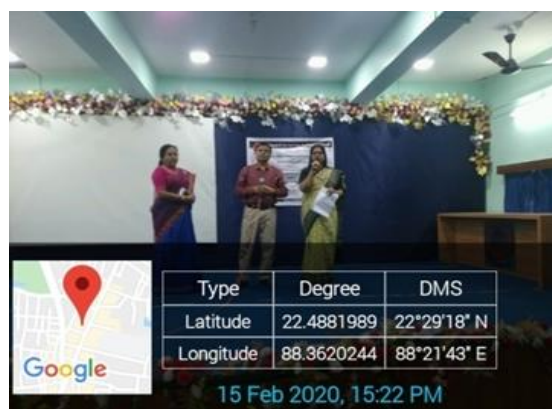 Type Degree DMS
Latitude 22.4881989 22°29'18" N
Longitude 88.3620244 88°21'43" E
Google
15 Feb 2020, 15:22 PM